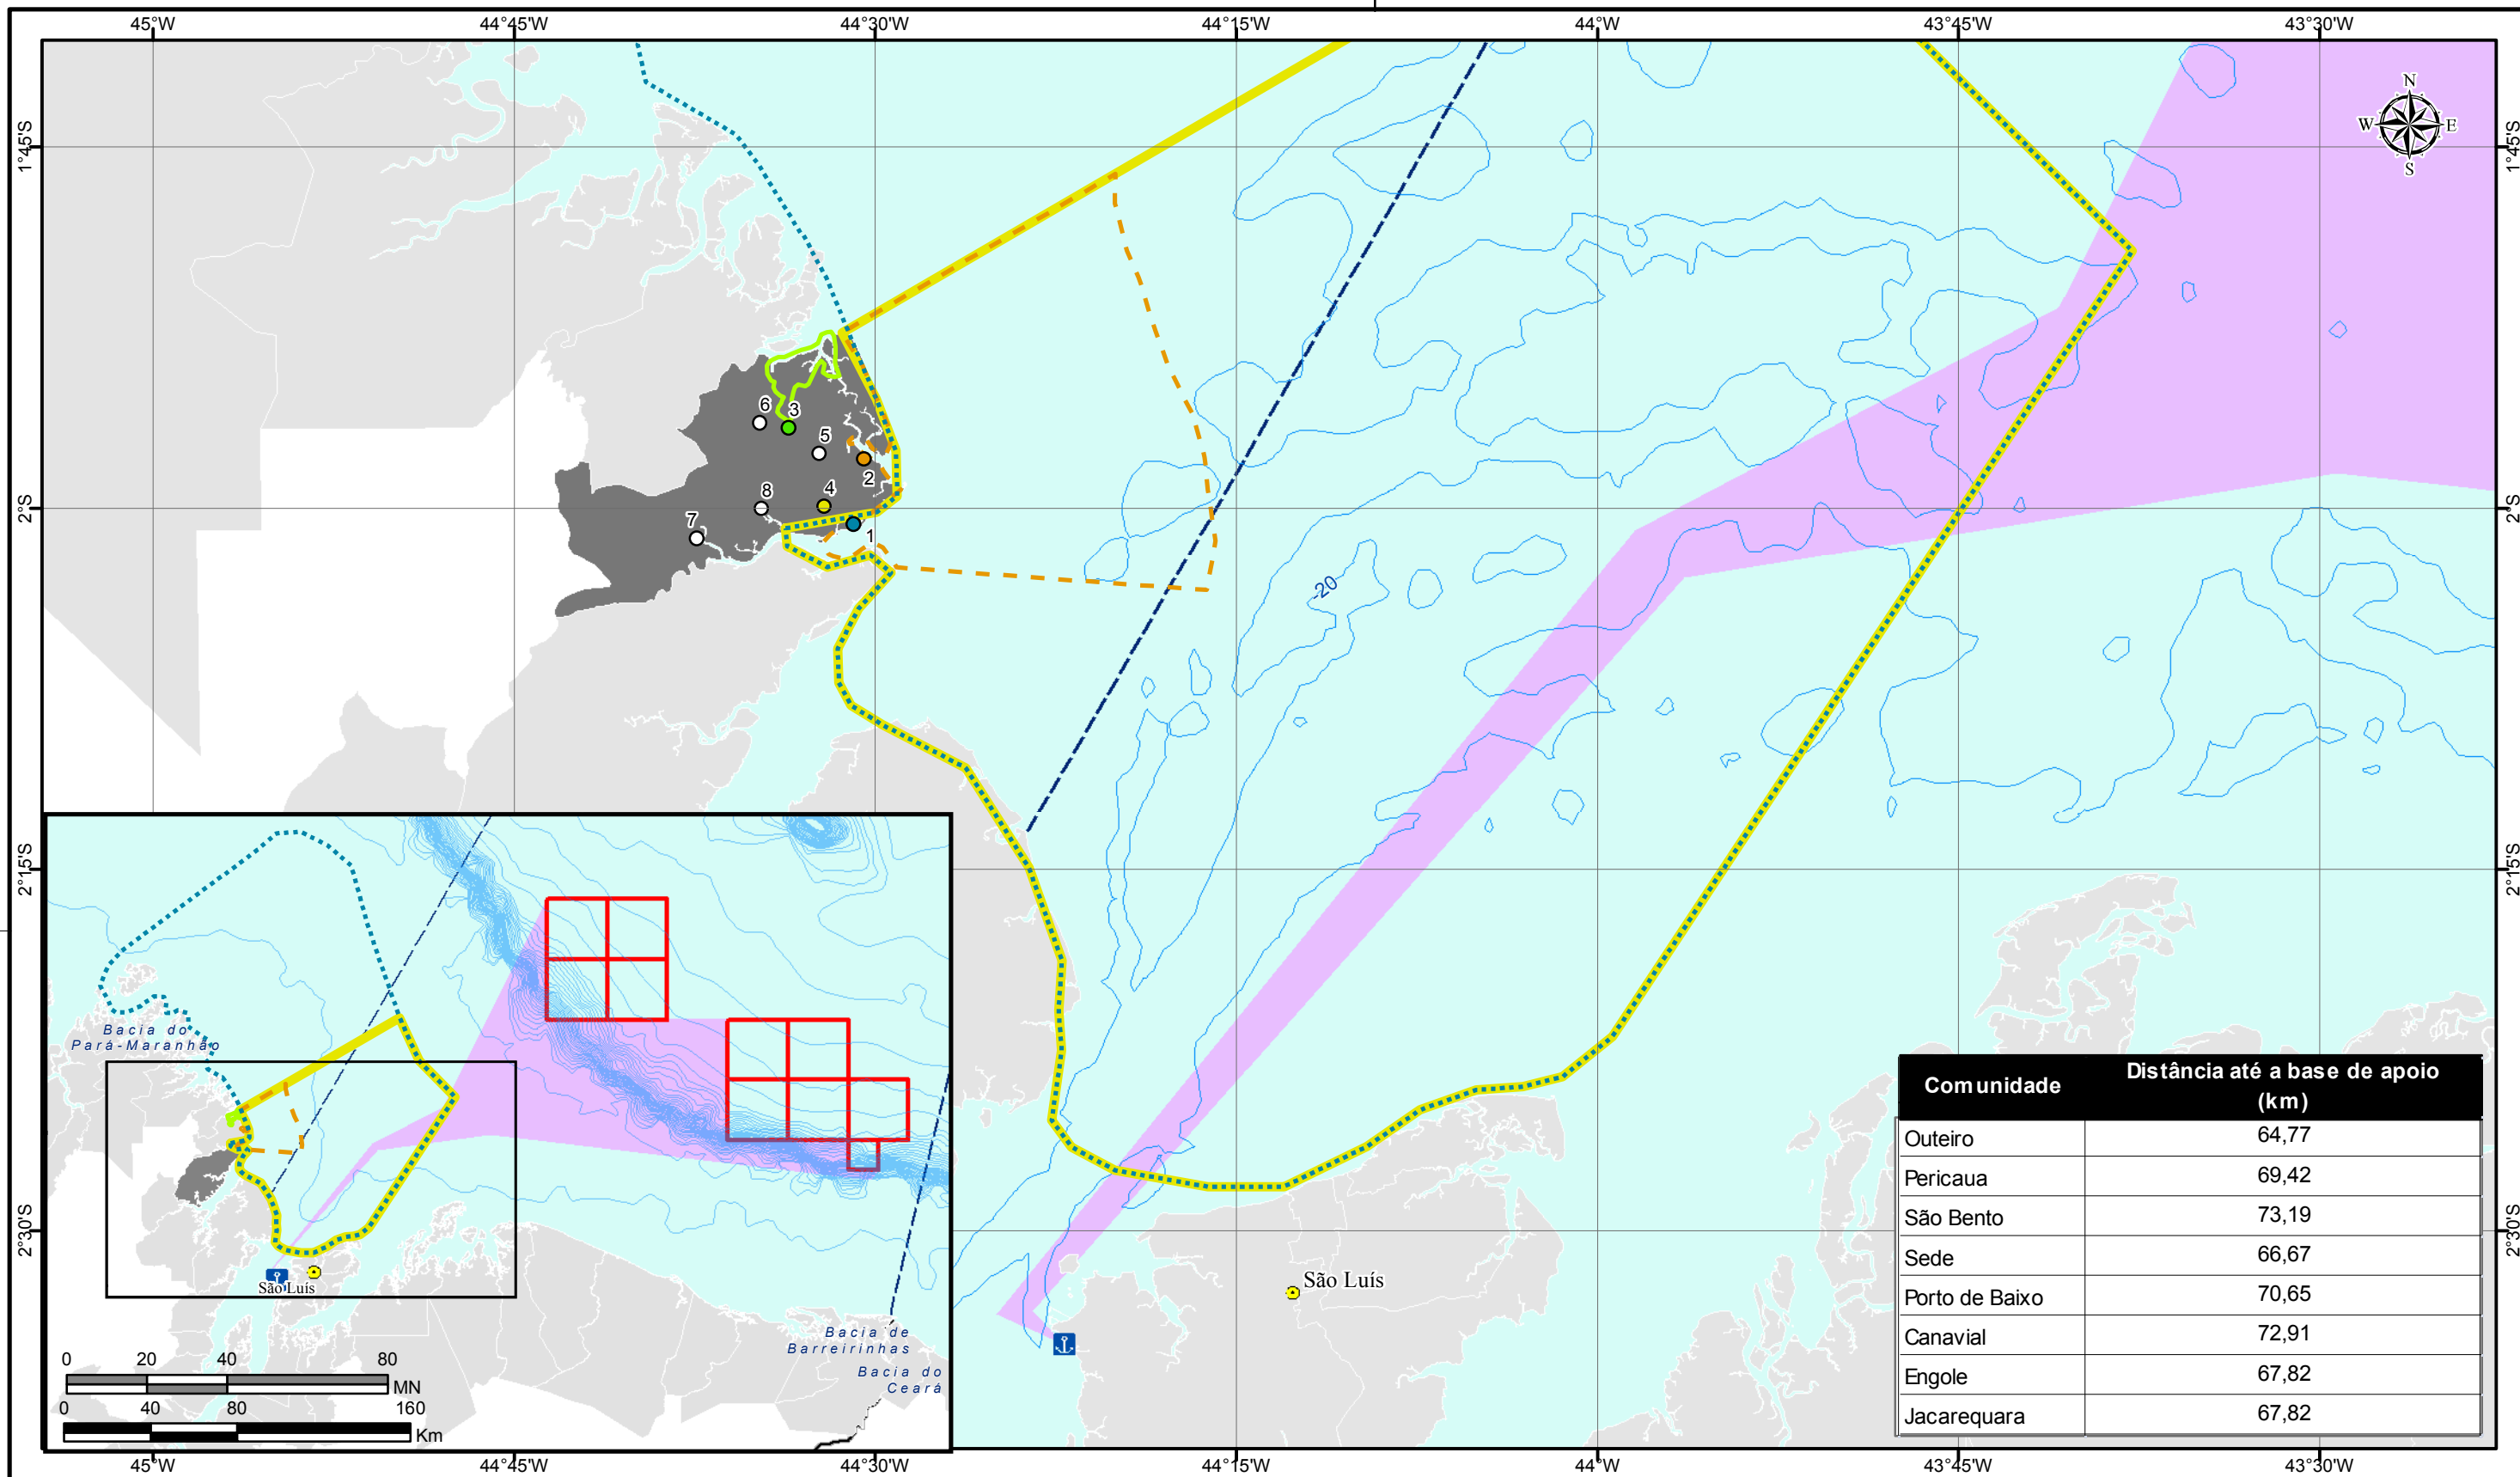 45°W 44°45'W 44°30'W 44°15'W 44°W 43°45'W 43°30'W
N
W E
S
1°45'S 1°45'S
6 3
5
2
8 4
7
1
2°S 2°S
-20
2°15'S 2°15'S
Bacia do
Pará-Maranhão
São Luís
Bacia de
Barreirinhas
Bacia do
Ceará
0 20 40 80
MN
0 40 80 160
Km
2°30'S 2°30'S
São Luís
Comunidade Distância até a base de apoio
(km)
Outeiro 64,77
Pericaua 69,42
São Bento 73,19
Sede 66,67
Porto de Baixo 70,65
Canavial 72,91
Engole 67,82
Jacarequara 67,82
45°W 44°45'W 44°30'W 44°15'W 44°W 43°45'W 43°30'W